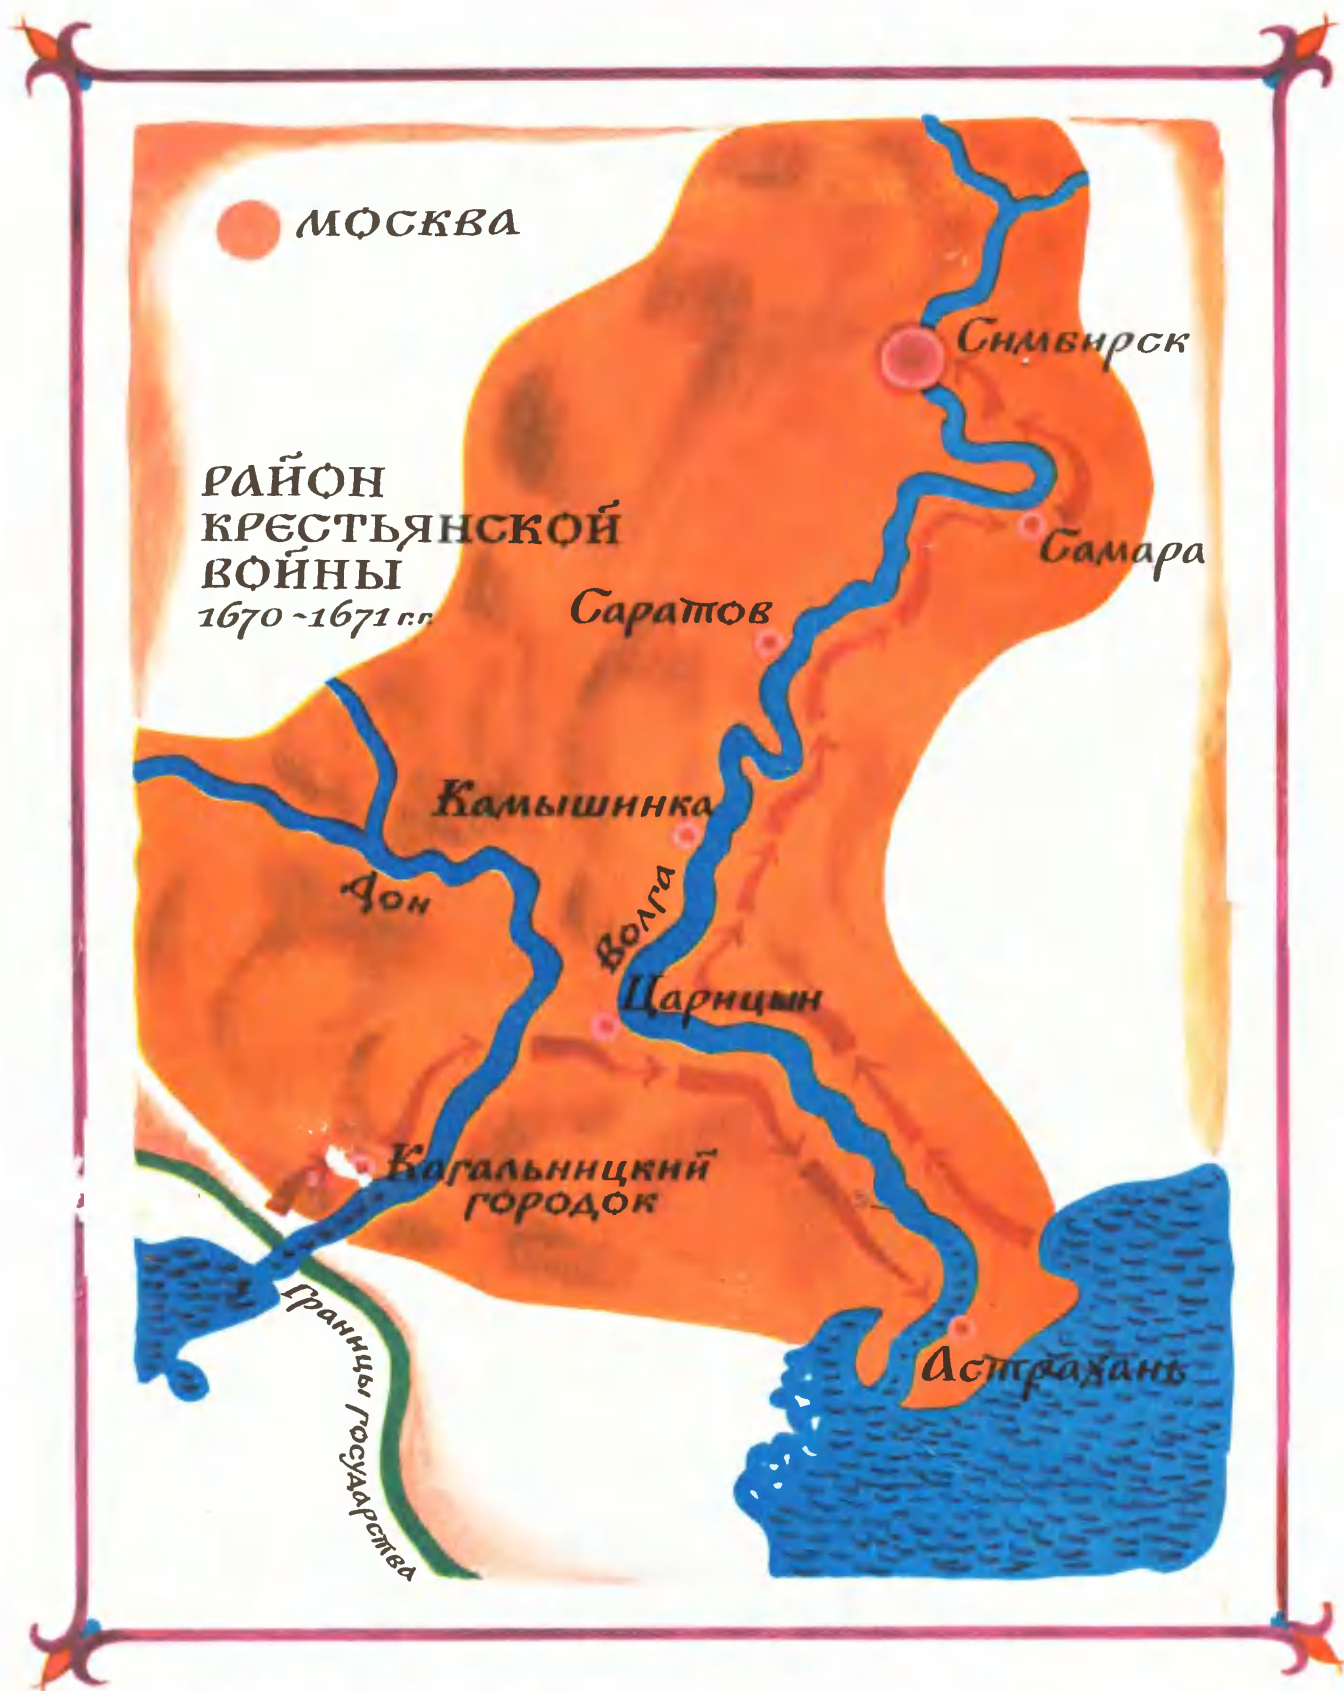 МОСКВА
Симбирск
РАЙОН
КРЕСТЬЯНСКОЙ
ВОЙНЫ
1670-1671 г.г.
Самара
Саратов
Камышинка
Дон
Волга
Царицын
Кагальницкий
городок
Границы государства
Астрахань